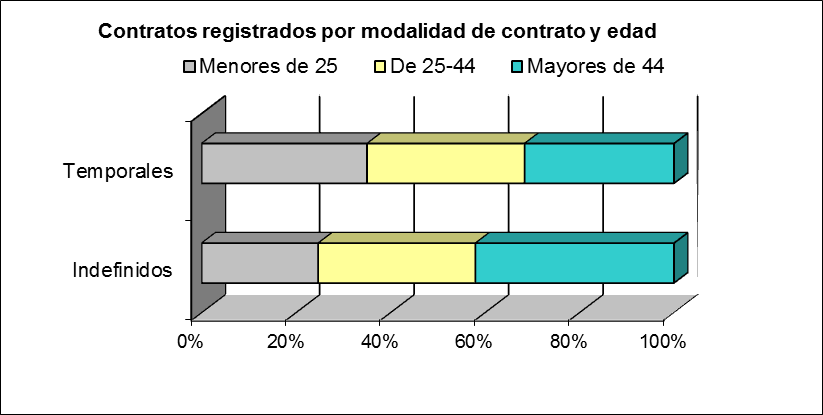 Contratos registrados por modalidad de contrato y edad
Menores de 25 De 25-44 Mayores de 44
Temporales
Indefinidos
0% 20% 40% 60% 80% 100%